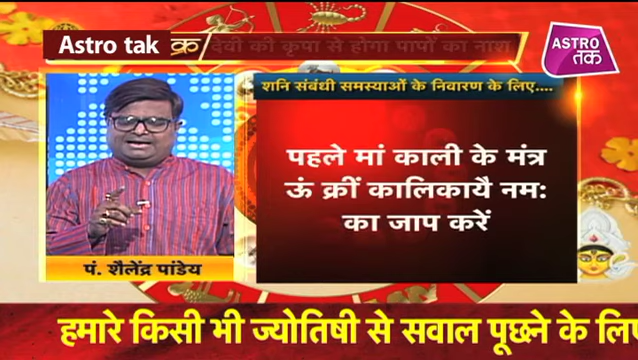 Astro tak
क्र
देवी की कृपा से होगा पापों का नाश
ASTRO
तक
शनि संबंधी समस्याओं के निवारण के लिए....
पहले मां काली के मंत्र
ऊं क्रीं कालिकायै नम:
का जाप करें
पं. शैलेंद्र पांडेय
हमारे किसी भी ज्योतिषी से सवाल पूछने के लिए